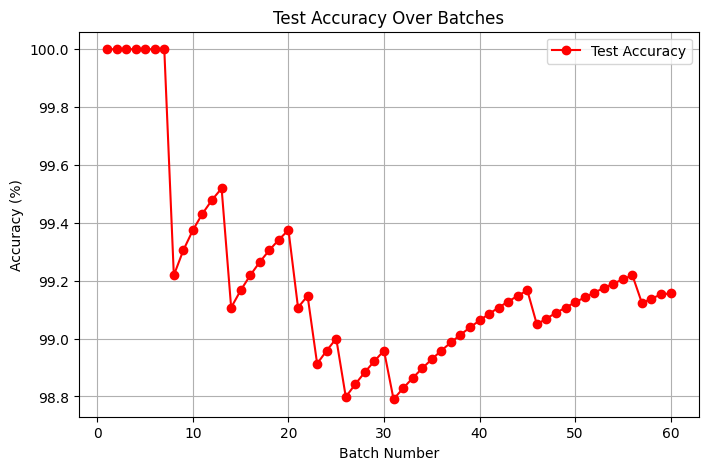 Test Accuracy Over Batches
Test Accuracy
Accuracy (%)
100.0
99.8
99.6
99.4
99.2
99.0
98.8
0 10 20 30 40 50 60
Batch Number